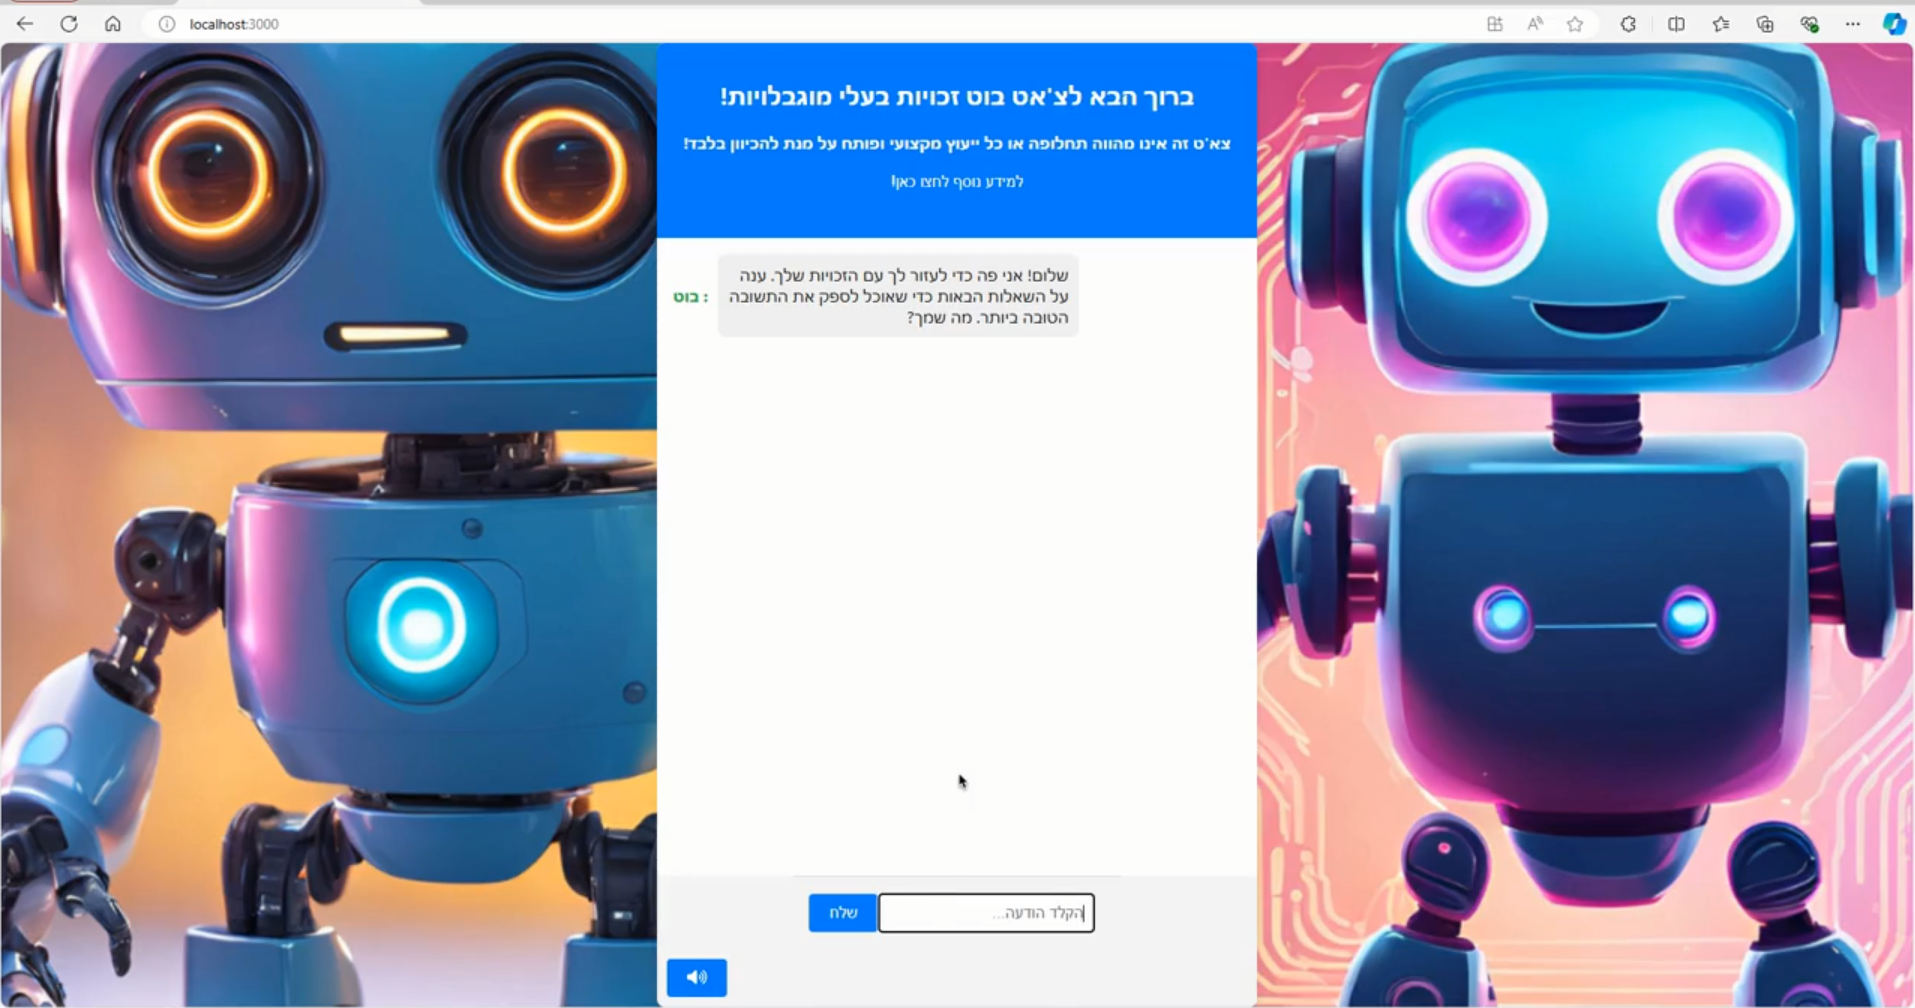 localhost:3000
ברוך הבא לצ'אט בוט זכויות בעלי מוגבלויות!
צא'ט זה אינו מהווה תחלופה או כל ייעוץ מקצועי ופותח על מנת להכיוון בלבד!
למידע נוסף לחצו כאן!
שלום! אני פה כדי לעזור לך עם הזכויות שלך. ענה
על השאלות הבאות כדי שאוכל לספק את התשובה
הטובה ביותר. מה שמך?
בוט :
הקלד הודעה...
שלח